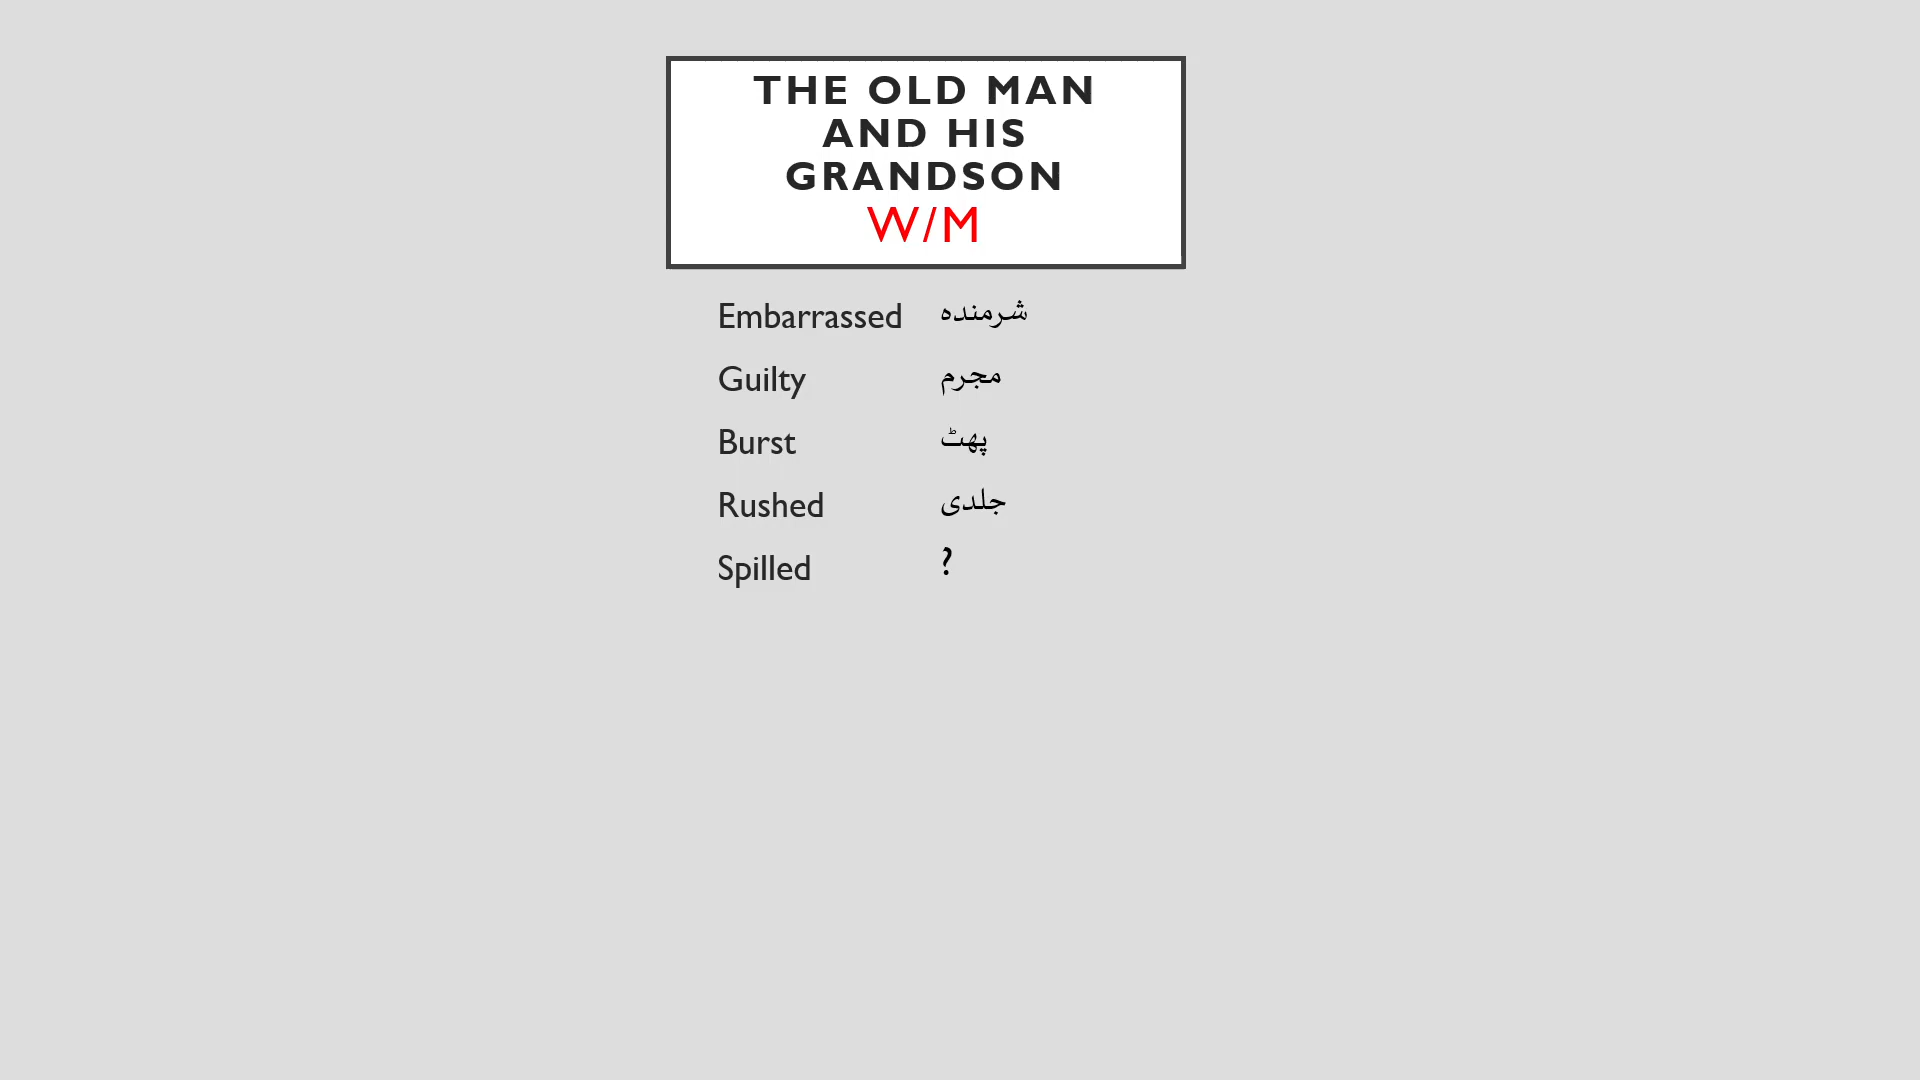 THE OLD MAN
AND HIS
GRANDSON
W/M
Embarrassed شرمندہ
Guilty مجرم
Burst پھٹ
Rushed جلدی
Spilled ?